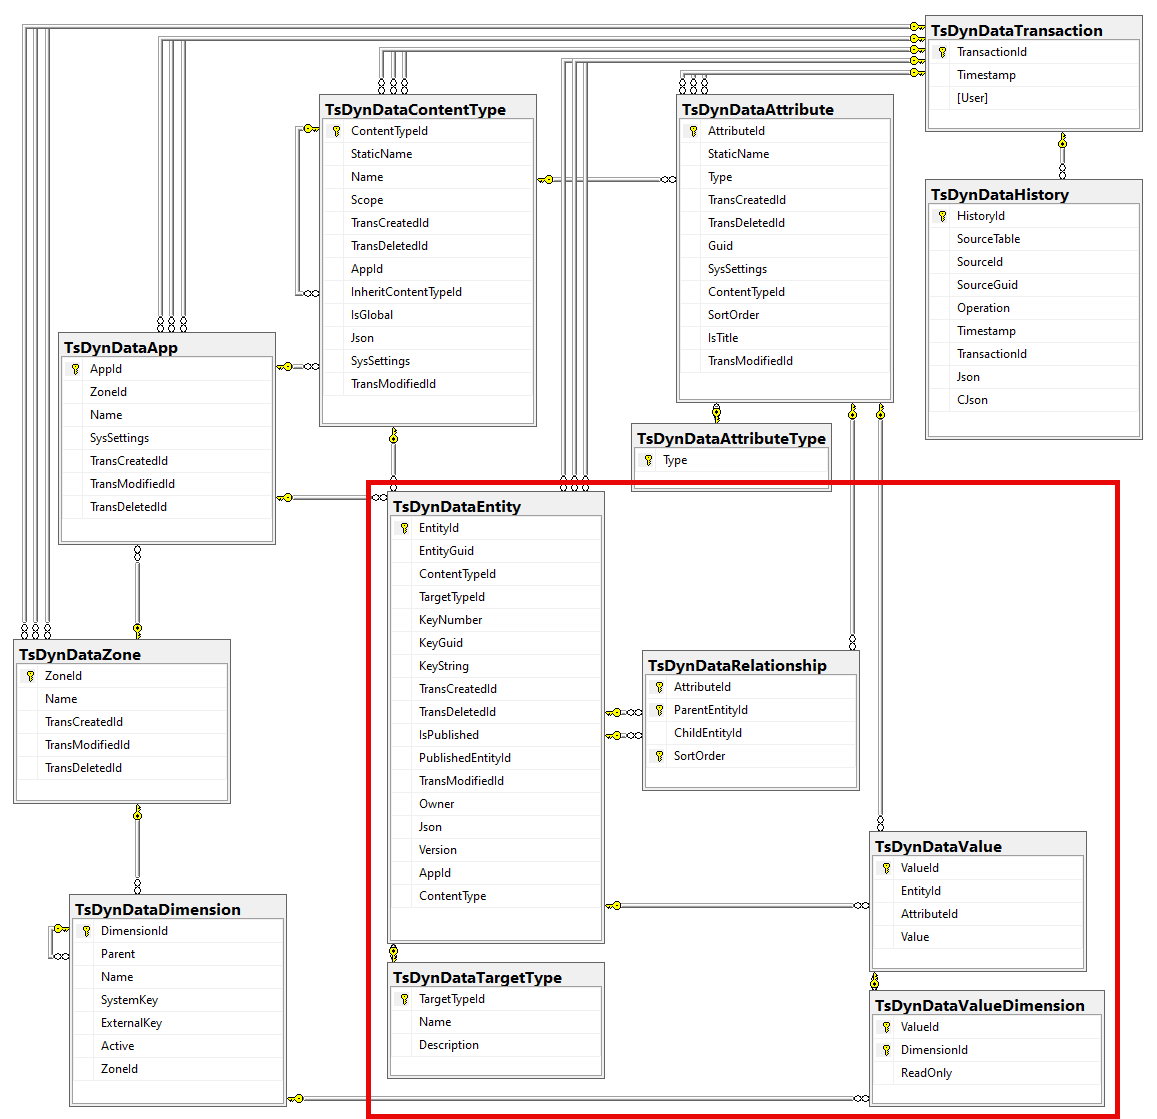 TsDynDataTransaction
TransactionId
Timestamp
[User]
TsDynDataContentType
ContentTypeId
StaticName
Name
Scope
TransCreatedId
TransDeletedId
AppId
InheritContentTypeId
IsGlobal
Json
SysSettings
TransModifiedId
TsDynDataAttribute
AttributeId
StaticName
Type
TransCreatedId
TransDeletedId
Guid
SysSettings
ContentTypeId
SortOrder
IsTitle
TransModifiedId
TsDynDataHistory
HistoryId
SourceTable
SourceId
SourceGuid
Operation
Timestamp
TransactionId
Json
CJson
TsDynDataApp
AppId
ZoneId
Name
SysSettings
TransCreatedId
TransModifiedId
TransDeletedId
TsDynDataAttributeType
Type
TsDynDataEntity
EntityId
EntityGuid
ContentTypeId
TargetTypeId
KeyNumber
KeyGuid
KeyString
TransCreatedId
TransDeletedId
IsPublished
PublishedEntityId
TransModifiedId
Owner
Json
Version
AppId
ContentType
TsDynDataZone
ZoneId
Name
TransCreatedId
TransModifiedId
TransDeletedId
TsDynDataRelationship
AttributeId
ParentEntityId
ChildEntityId
SortOrder
TsDynDataValue
ValueId
EntityId
AttributeId
Value
TsDynDataDimension
DimensionId
Parent
Name
SystemKey
ExternalKey
Active
ZoneId
TsDynDataTargetType
TargetTypeId
Name
Description
TsDynDataValueDimension
ValueId
DimensionId
ReadOnly